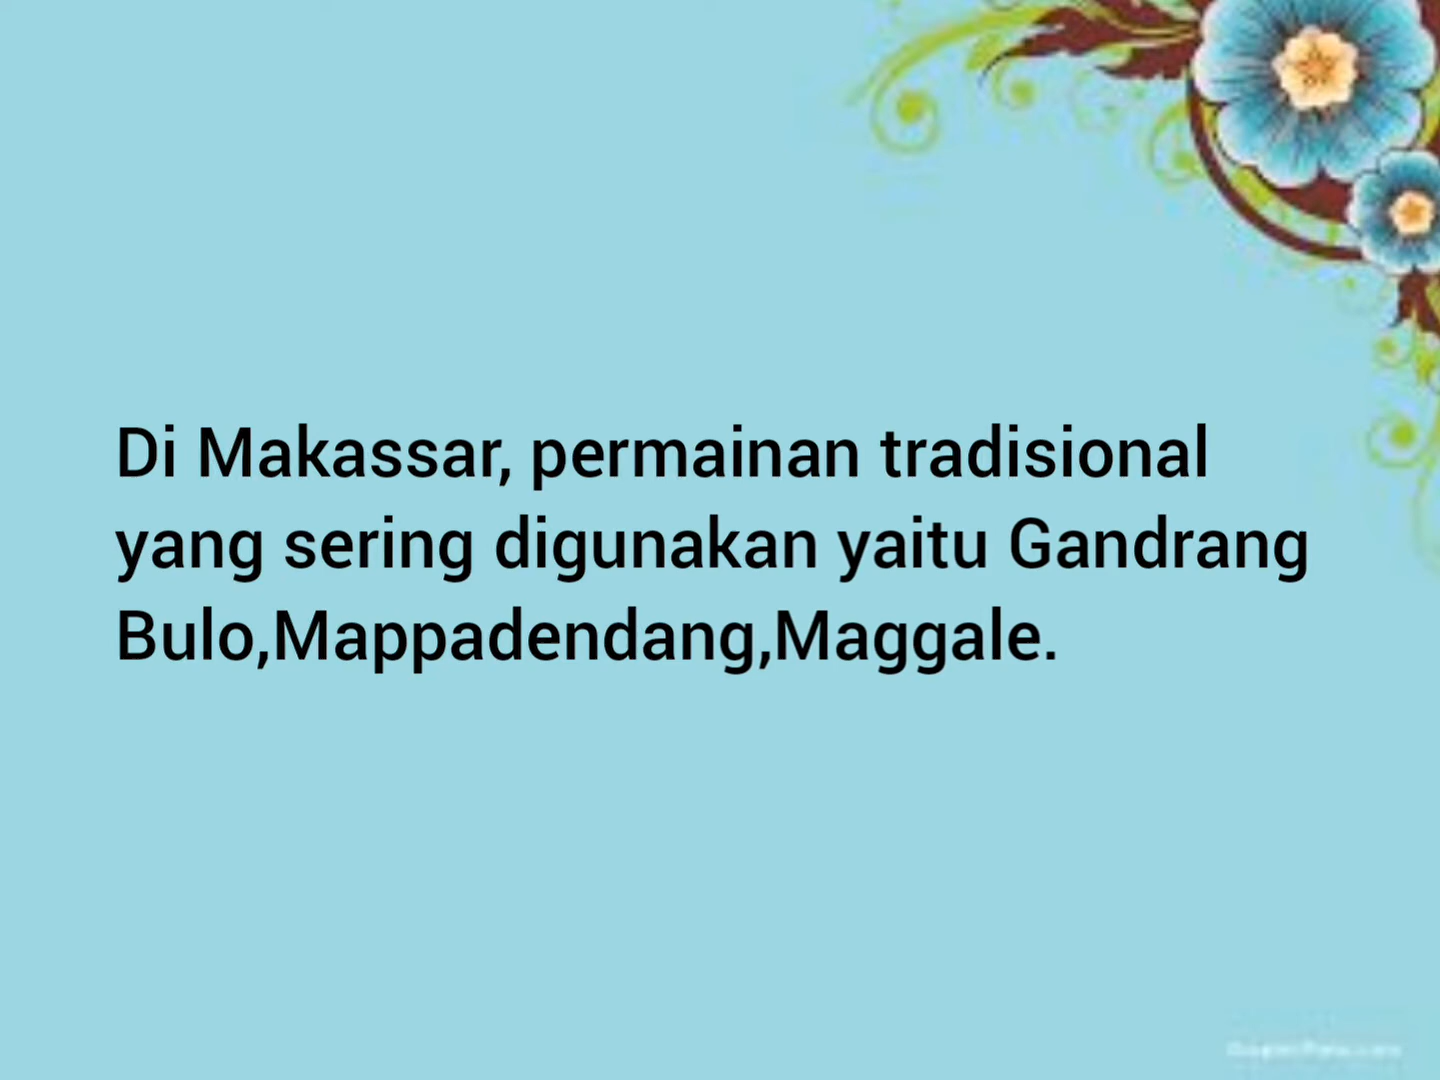 Di Makassar, permainan tradisional
yang sering digunakan yaitu Gandrang
Bulo,Mappadendang,Maggale.